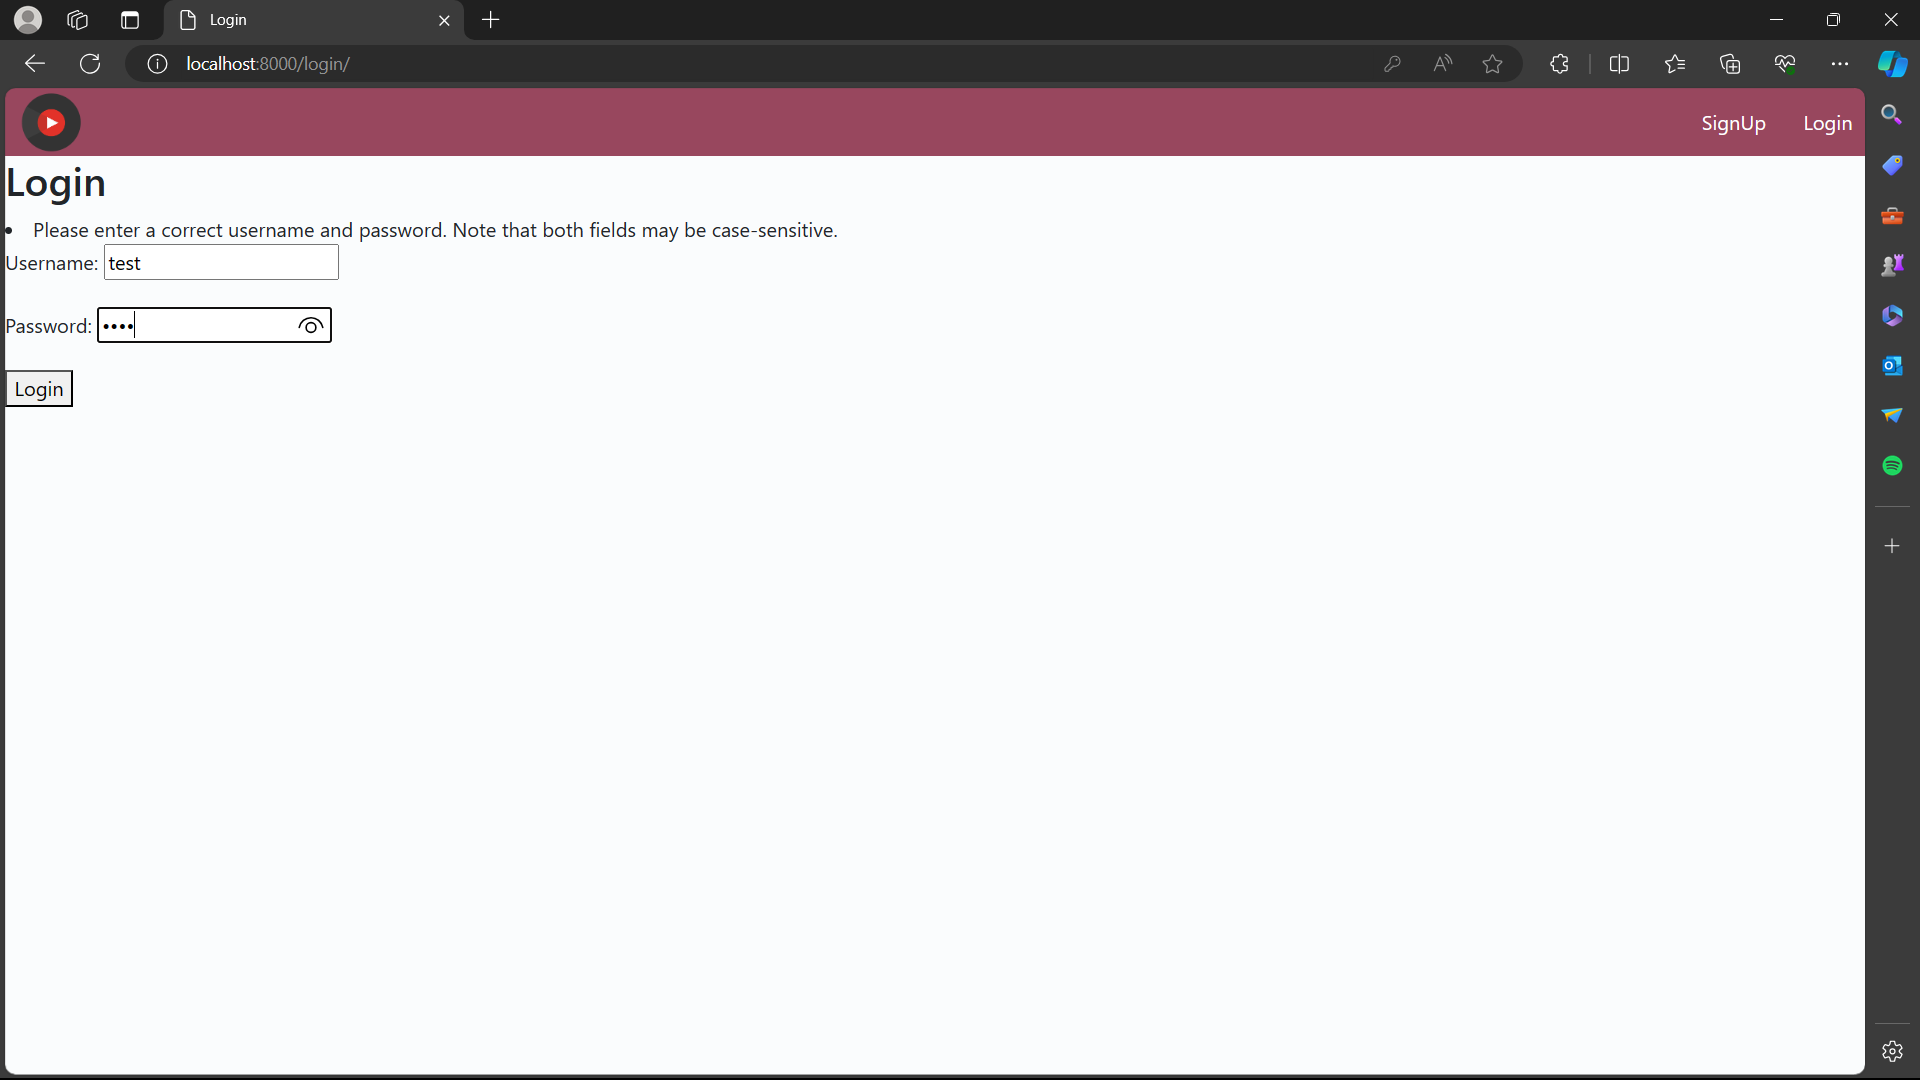 Login
localhost:8000/login/
SignUp Login
Login
• Please enter a correct username and password. Note that both fields may be case-sensitive.
Username: test
Password: ••••
Login